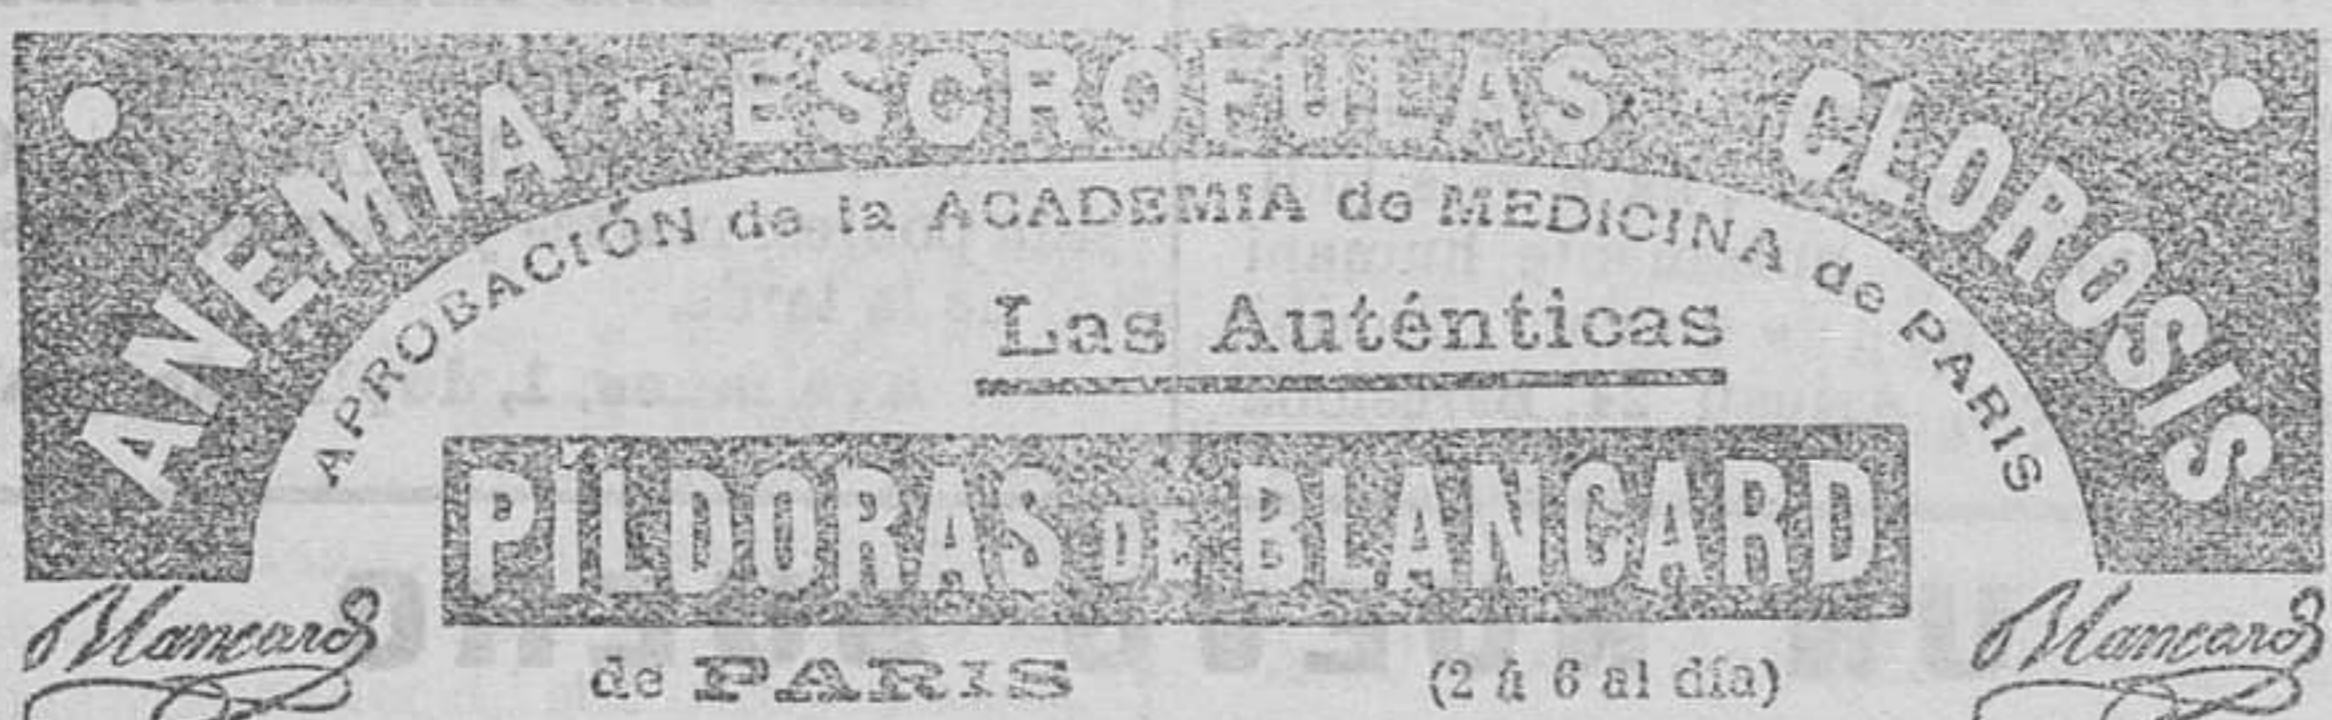 ANEMIA * ESCROFULAS CLOROSIS
APROBACIÓN de la ACADEMIA de MEDICINA de PARIS
Las Auténticas
PÍLDORAS DE BLANCARD
Blancard
Blancard
de PARIS (2 á 6 al día)